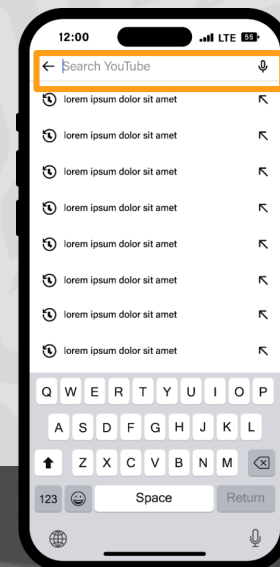 12:00 LTE 55
Search YouTube
lorem ipsum dolor sit amet
lorem ipsum dolor sit amet
lorem ipsum dolor sit amet
lorem ipsum dolor sit amet
lorem ipsum dolor sit amet
lorem ipsum dolor sit amet
lorem ipsum dolor sit amet
lorem ipsum dolor sit amet
Q W E R T Y U I O P
A S D F G H J K L
Z X C V B N M
123 Space Return